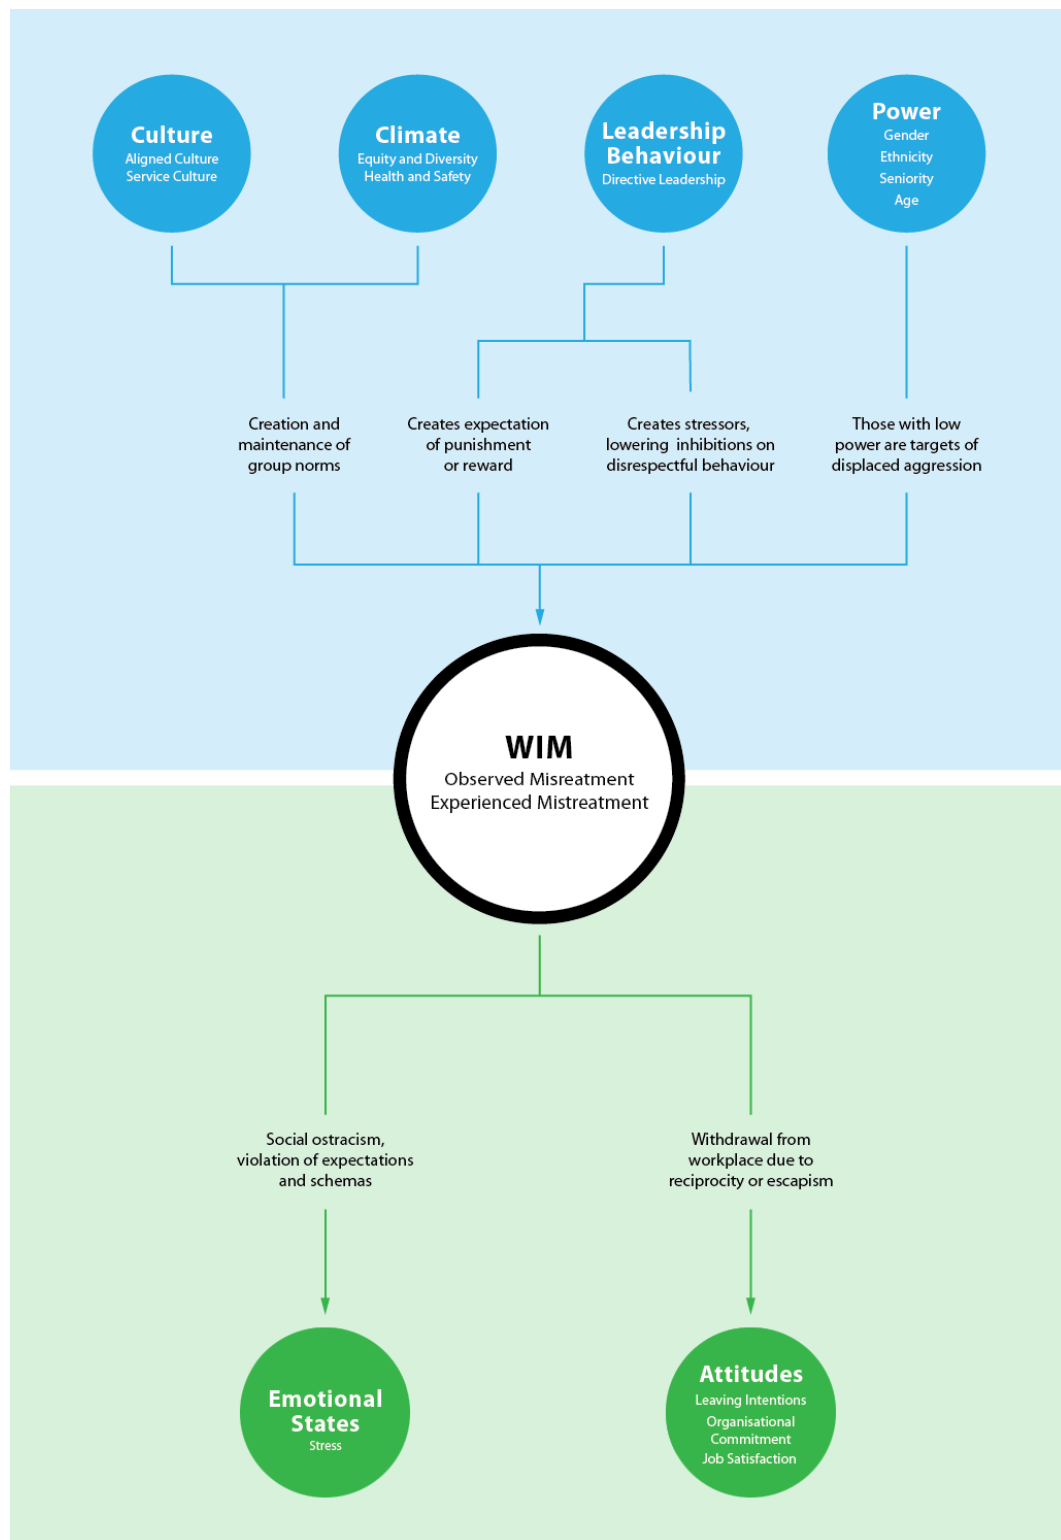 Culture
Aligned Culture
Service Culture
Climate
Equity and Diversity
Health and Safety
Leadership
Behaviour
Directive Leadership
Power
Gender
Ethnicity
Seniority
Age
Creation and
maintenance of
group norms
Creates expectation
of punishment
or reward
Creates stressors,
lowering inhibitions on
disrespectful behaviour
Those with low
power are targets of
displaced aggression
WIM
Observed Misreatment
Experienced Mistreatment
Social ostracism,
violation of expectations
and schemas
Withdrawal from
workplace due to
reciprocity or escapism
Emotional
States
Stress
Attitudes
Leaving Intentions
Organisational
Commitment
Job Satisfaction